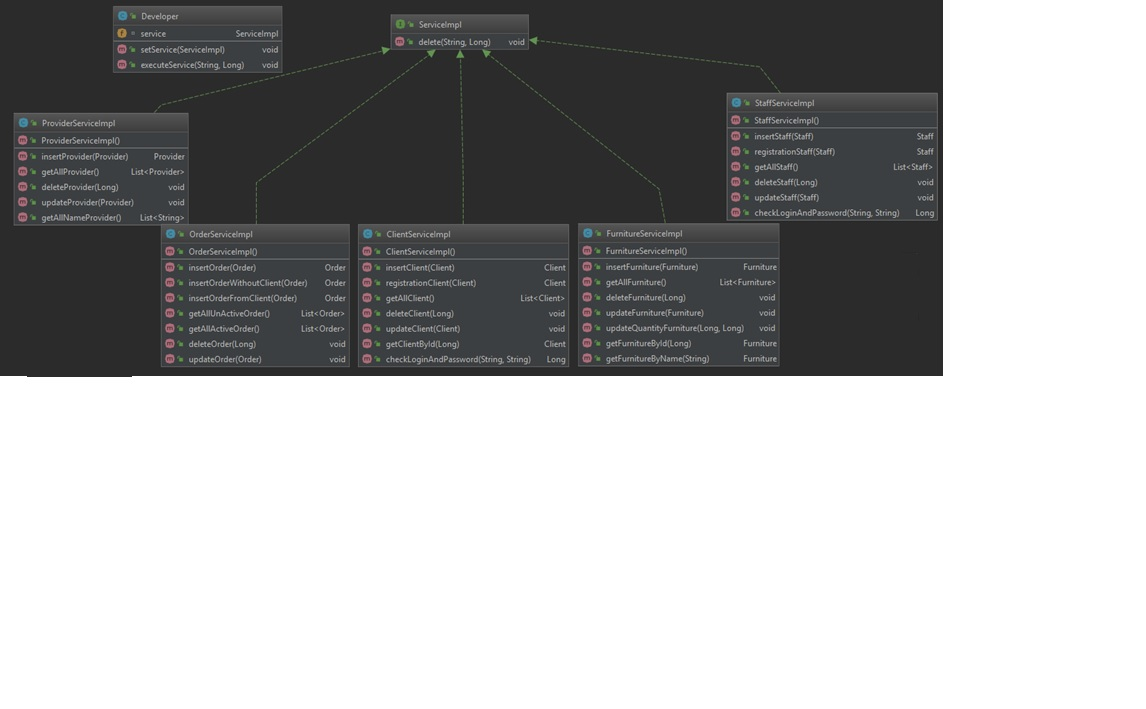 Developer
service ServiceImpl
setService(ServiceImpl) void
executeService(String, Long) void
ServiceImpl
delete(String, Long) void
ProviderServiceImpl
ProviderServiceImpl()
insertProvider(Provider) Provider
getAllProvider() List<Provider>
deleteProvider(Long) void
updateProvider(Provider) void
getAllNameProvider() List<String>
StaffServiceImpl
StaffServiceImpl()
insertStaff(Staff) Staff
registrationStaff(Staff) Staff
getAllStaff() List<Staff>
deleteStaff(Long) void
updateStaff(Staff) void
checkLoginAndPassword(String, String) Long
OrderServiceImpl
OrderServiceImpl()
insertOrder(Order) Order
insertOrderWithoutClient(Order) Order
insertOrderFromClient(Order) Order
getAllUnActiveOrder() List<Order>
getAllActiveOrder() List<Order>
deleteOrder(Long) void
updateOrder(Order) void
ClientServiceImpl
ClientServiceImpl()
insertClient(Client) Client
registrationClient(Client) Client
getAllClient() List<Client>
deleteClient(Long) void
updateClient(Client) void
getClientById(Long) Client
checkLoginAndPassword(String, String) Long
FurnitureServiceImpl
FurnitureServiceImpl()
insertFurniture(Furniture) Furniture
getAllFurniture() List<Furniture>
deleteFurniture(Long) void
updateFurniture(Furniture) void
updateQuantityFurniture(Long, Long) void
getFurnitureById(Long) Furniture
getFurnitureByName(String) Furniture